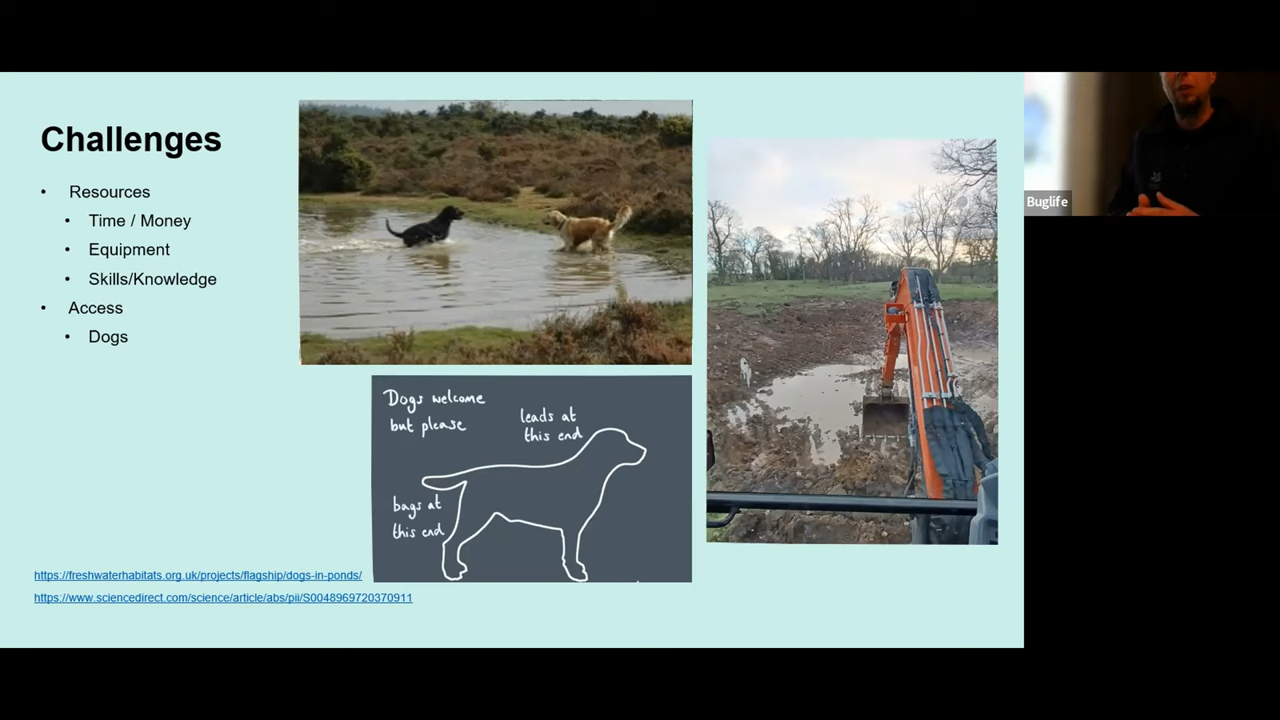 Challenges
• Resources
• Time / Money
• Equipment
• Skills/Knowledge
• Access
• Dogs
Dogs welcome
but please
leads at
this end
bags at
this end
https://freshwaterhabitats.org.uk/projects/flagship/dogs-in-ponds/
https://www.sciencedirect.com/science/article/abs/pii/S0048969720370911
Buglife